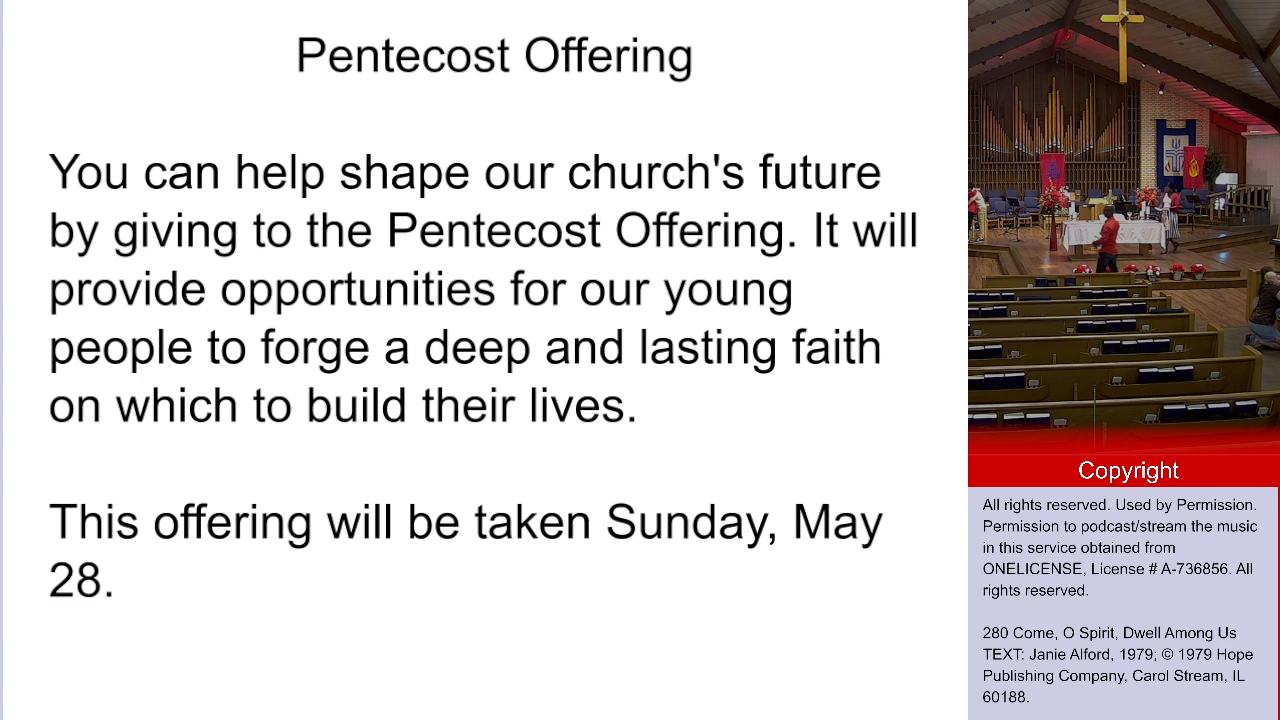 Pentecost Offering
You can help shape our church's future
by giving to the Pentecost Offering. It will
provide opportunities for our young
people to forge a deep and lasting faith
on which to build their lives.
This offering will be taken Sunday, May
28.
Copyright
All rights reserved. Used by Permission.
Permission to podcast/stream the music
in this service obtained from
ONELICENSE, License # A-736856. All
rights reserved.
280 Come, O Spirit, Dwell Among Us
TEXT: Janie Alford, 1979; © 1979 Hope
Publishing Company, Carol Stream, IL
60188.